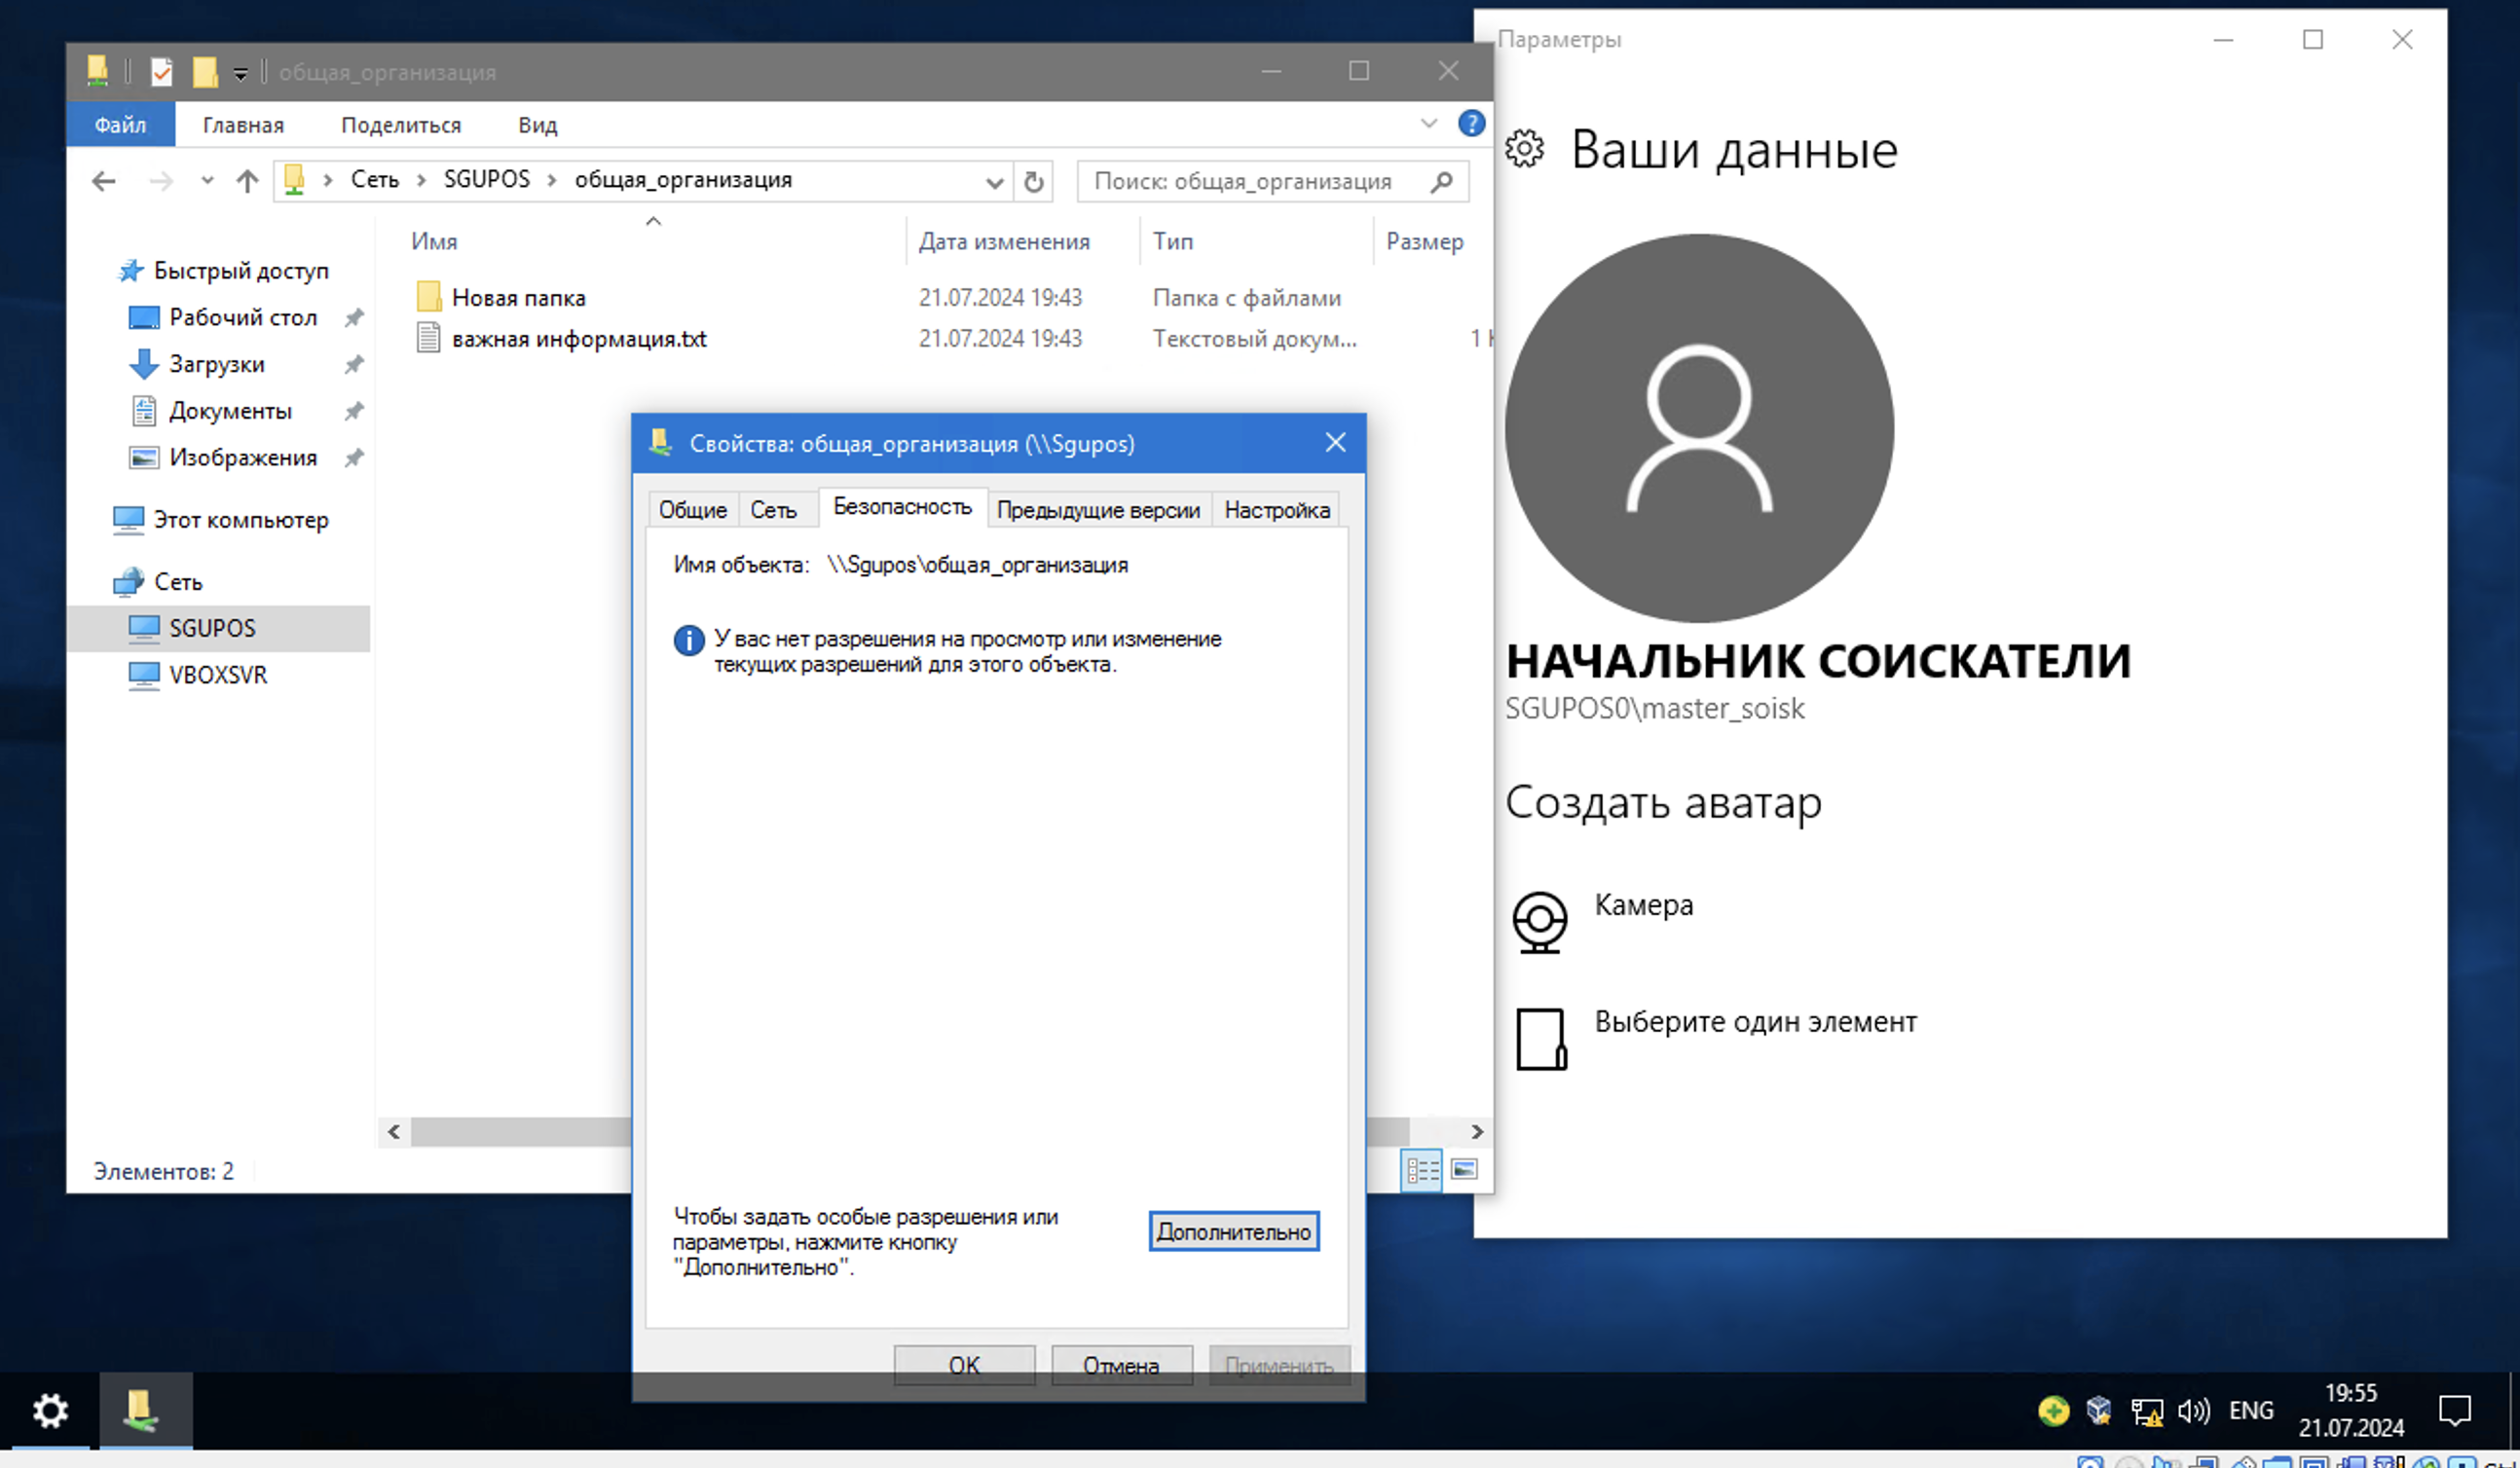 Параметры
общая_организация
Файл Главная Поделиться Вид
Ваши данные
Сеть > SGUPOS > общая_организация
Поиск: общая_организация
Имя Дата изменения Тип Размер
Быстрый доступ
Рабочий стол
Загрузки
Документы
Изображения
Этот компьютер
Сеть
SGUPOS
VBOXSVR
Новая папка 21.07.2024 19:43 Папка с файлами
важная информация.txt 21.07.2024 19:43 Текстовый докум... 1
Элементов: 2
Свойства: общая_организация (\\Sgupos)
Общие Сеть Безопасность Предыдущие версии Настройка
Имя объекта: \\Sgupos\общая_организация
У вас нет разрешения на просмотр или изменение
текущих разрешений для этого объекта.
Чтобы задать особые разрешения или
параметры, нажмите кнопку
"Дополнительно".
Дополнительно
ОК Отмена Применить
НАЧАЛЬНИК СОИСКАТЕЛИ
SGUPOS0\master_soisk
Создать аватар
Камера
Выберите один элемент
ENG
19:55
21.07.2024